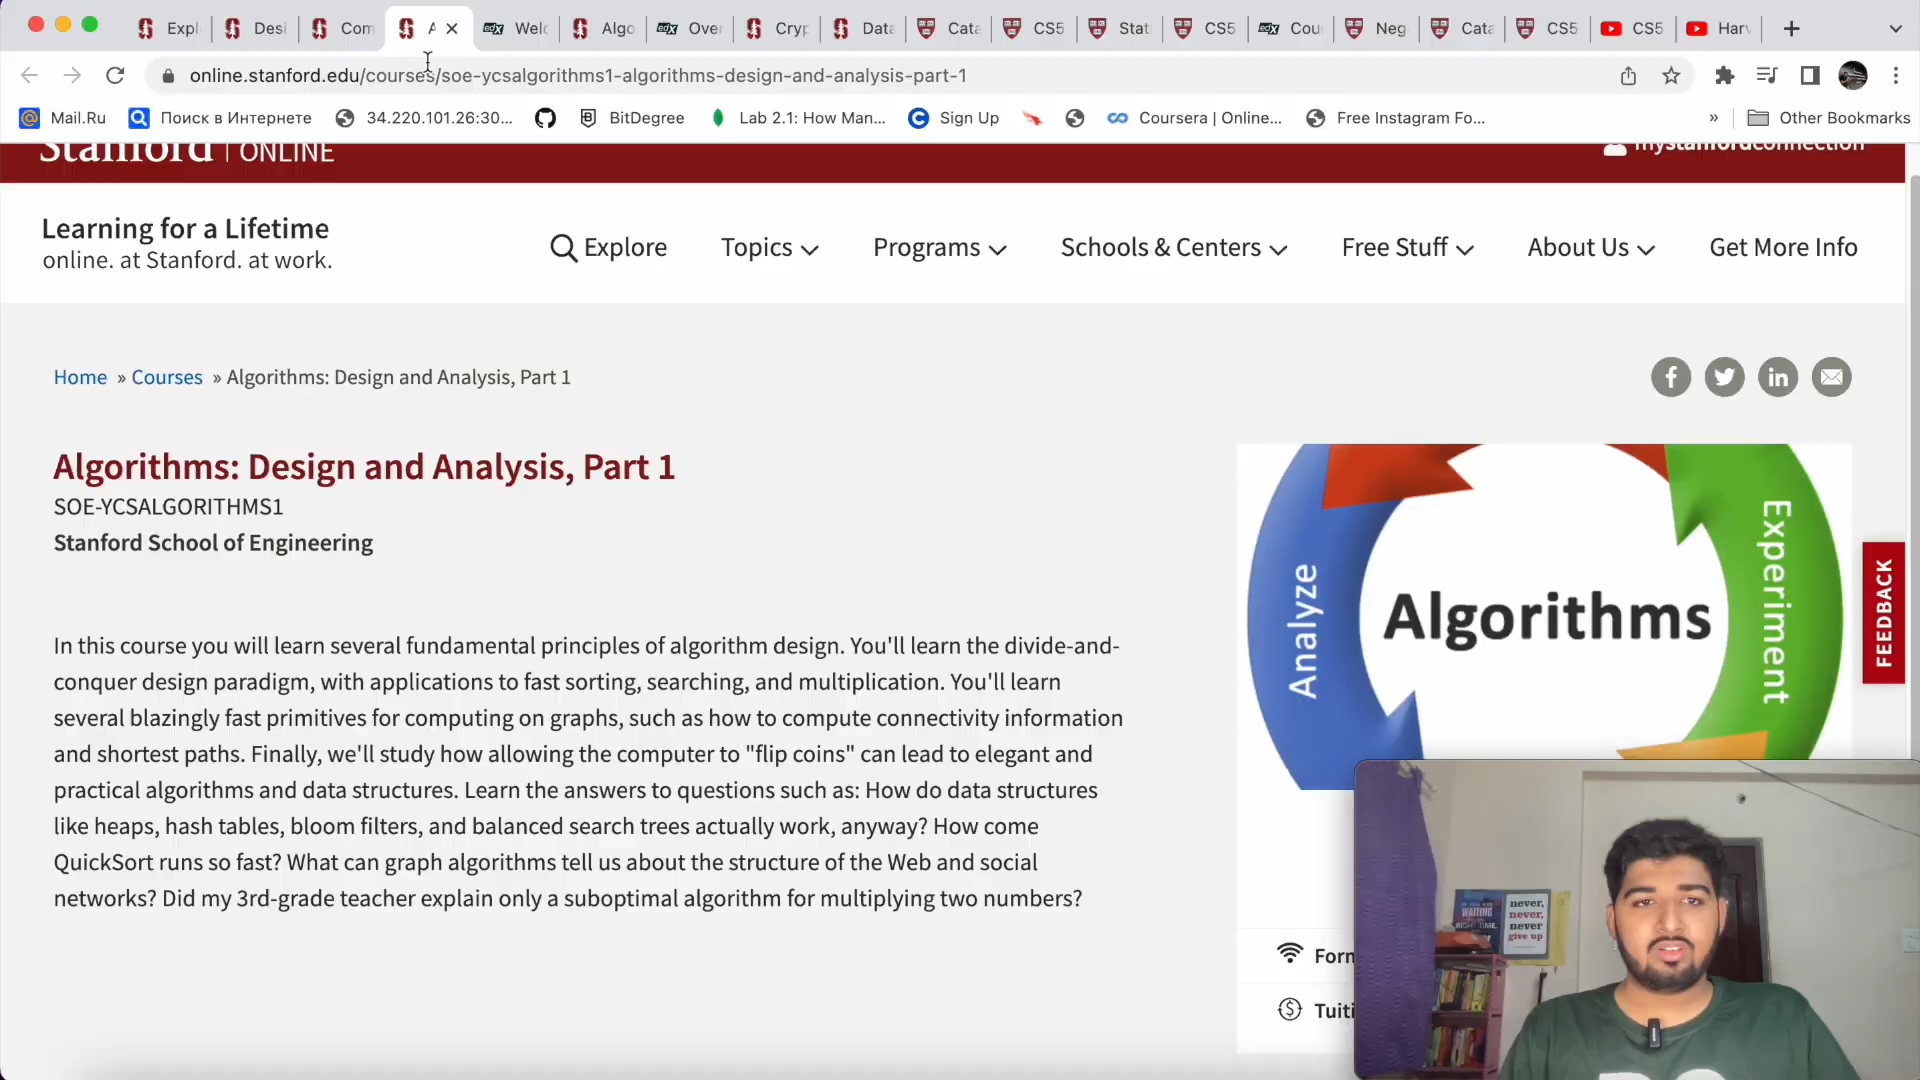 Expl
Desi
Com
A
Welc
Algo
Over
Cryp
Data
Cata
CS5
Stat
CS5
Cou
Neg
Cata
CS5
CS5
Harv
online.stanford.edu/courses/soe-ycsalgorithms1-algorithms-design-and-analysis-part-1
Mail.Ru
Поиск в Интернете
34.220.101.26:30...
BitDegree
Lab 2.1: How Man...
Sign Up
Coursera | Online...
Free Instagram Fo...
»
Other Bookmarks
Stanford | ONLINE
mystanfordconnection
Learning for a Lifetime
online. at Stanford. at work.
Explore
Topics
Programs
Schools & Centers
Free Stuff
About Us
Get More Info
Home » Courses » Algorithms: Design and Analysis, Part 1
Algorithms: Design and Analysis, Part 1
SOE-YCSALGORITHMS1
Stanford School of Engineering
In this course you will learn several fundamental principles of algorithm design. You'll learn the divide-and-
conquer design paradigm, with applications to fast sorting, searching, and multiplication. You'll learn
several blazingly fast primitives for computing on graphs, such as how to compute connectivity information
and shortest paths. Finally, we'll study how allowing the computer to "flip coins" can lead to elegant and
practical algorithms and data structures. Learn the answers to questions such as: How do data structures
like heaps, hash tables, bloom filters, and balanced search trees actually work, anyway? How come
QuickSort runs so fast? What can graph algorithms tell us about the structure of the Web and social
networks? Did my 3rd-grade teacher explain only a suboptimal algorithm for multiplying two numbers?
Analyze
Algorithms
Experiment
FEEDBACK
Form
Tuiti
WAITING
RIGHT TIME,
never,
never,
never
give up